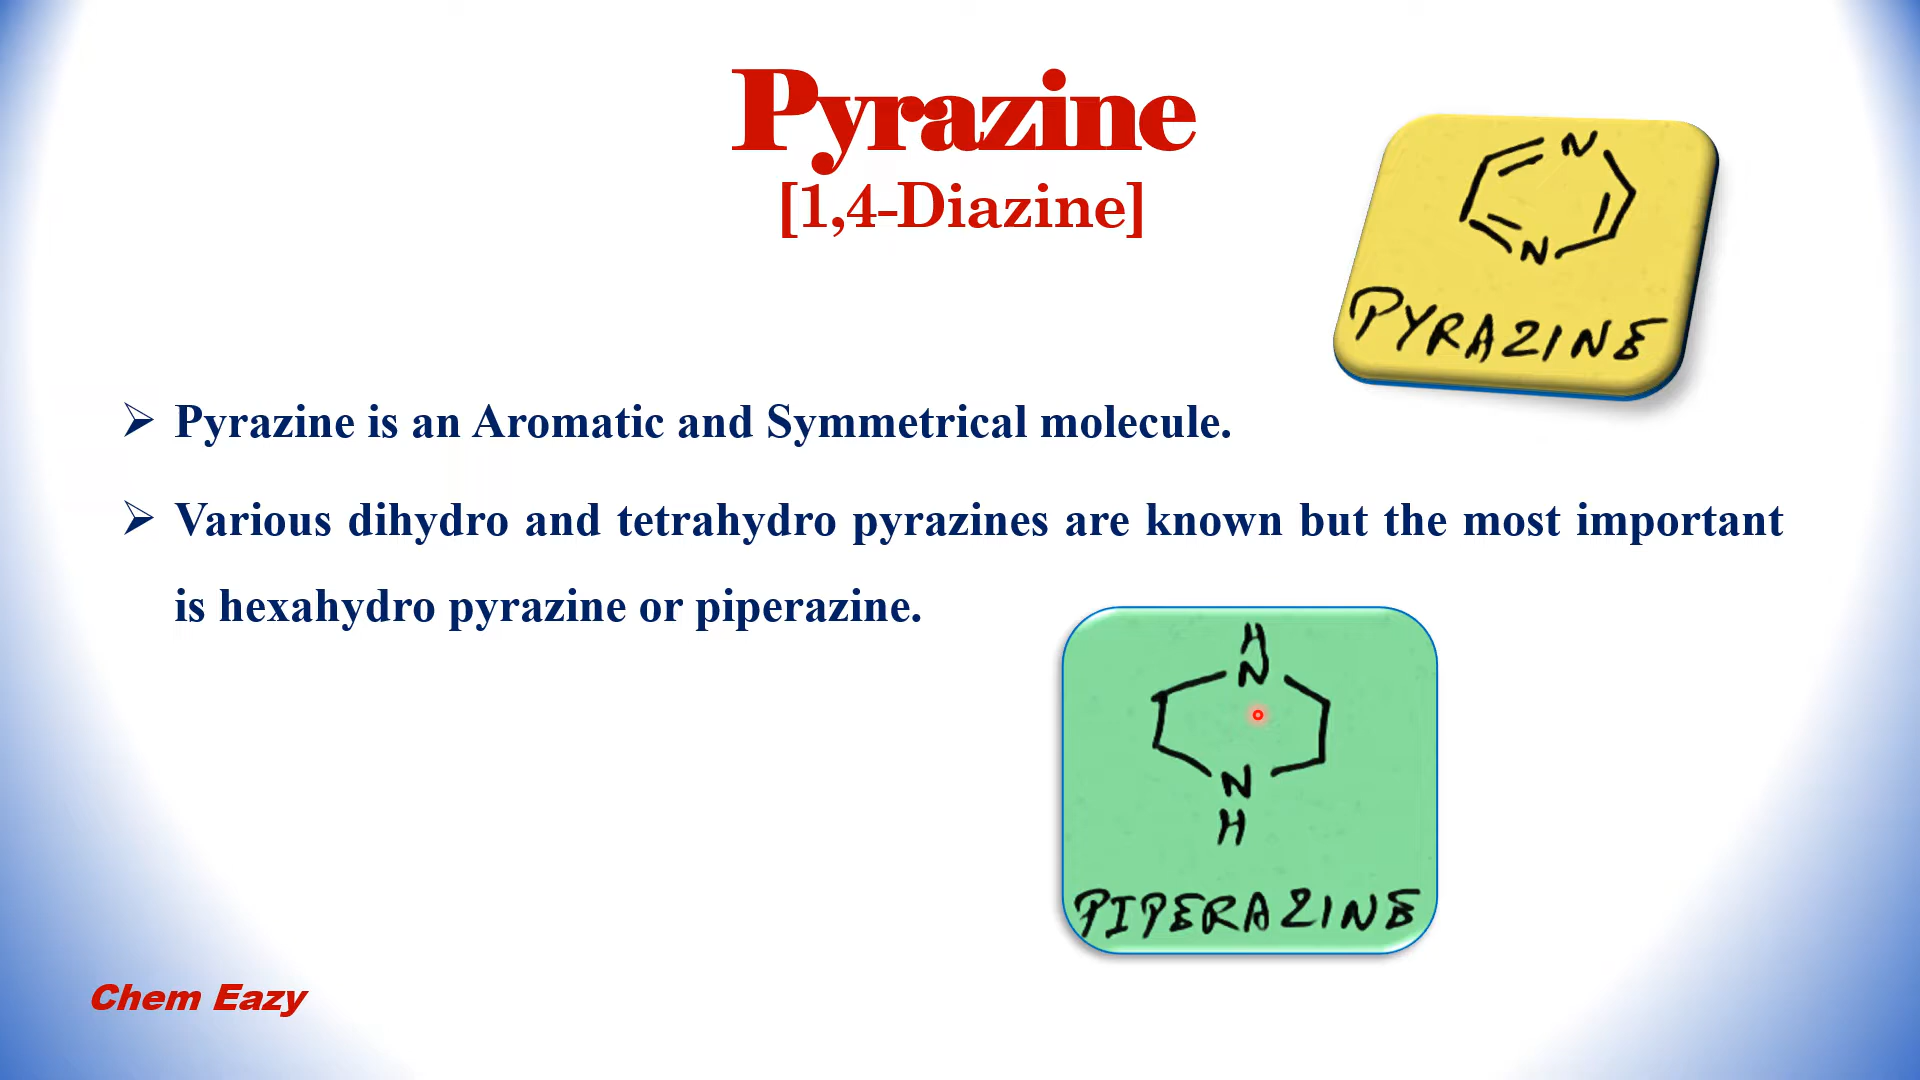 Pyrazine
[1,4-Diazine]
N
N
PYRAZINE
➢ Pyrazine is an Aromatic and Symmetrical molecule.
➢ Various dihydro and tetrahydro pyrazines are known but the most important
is hexahydro pyrazine or piperazine.
H
N
N
H
PIPERAZINE
Chem Eazy